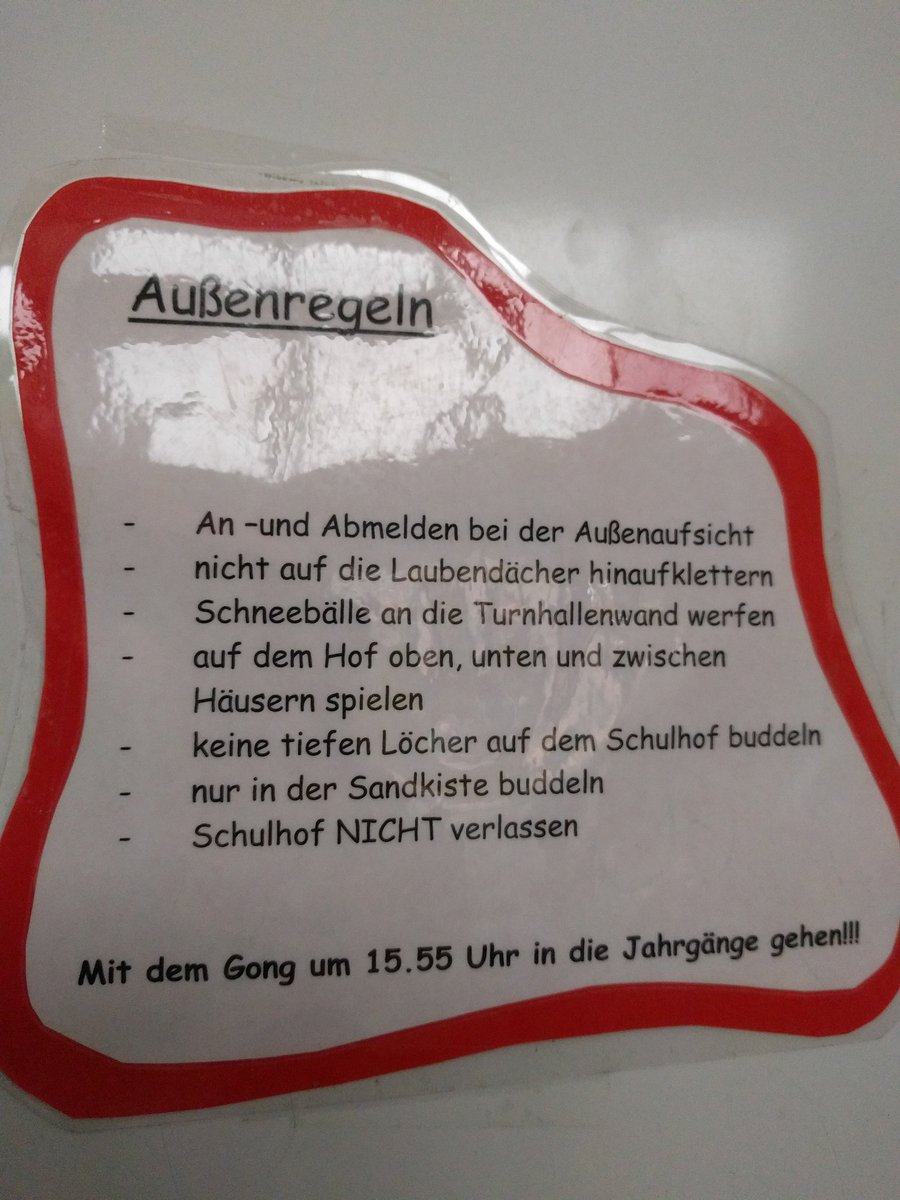 Außenregeln
- An -und Abmelden bei der Außenaufsicht
- nicht auf die Laubendächer hinaufklettern
- Schneebälle an die Turnhallenwand werfen
- auf dem Hof oben, unten und zwischen
Häusern spielen
- keine tiefen Löcher auf dem Schulhof buddeln
- nur in der Sandkiste buddeln
- Schulhof NICHT verlassen
Mit dem Gong um 15.55 Uhr in die Jahrgänge gehen!!!